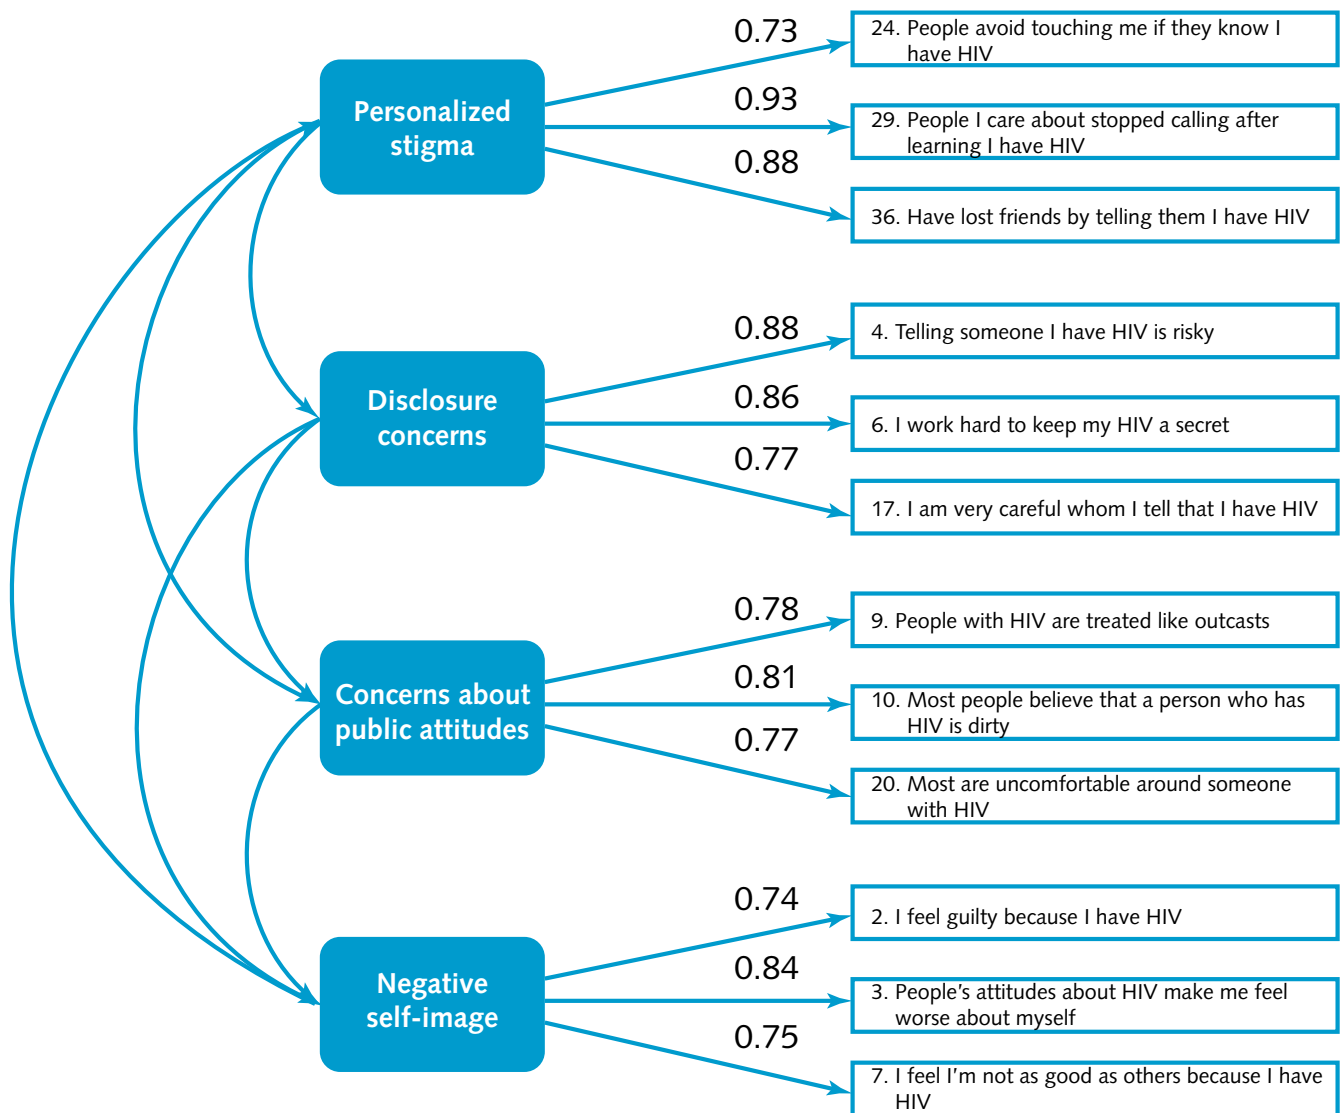 0.73
24. People avoid touching me if they know I
have HIV
Personalized
stigma
0.93
29. People I care about stopped calling after
learning I have HIV
0.88
36. Have lost friends by telling them I have HIV
0.88
4. Telling someone I have HIV is risky
Disclosure
concerns
0.86
6. I work hard to keep my HIV a secret
0.77
17. I am very careful whom I tell that I have HIV
0.78
9. People with HIV are treated like outcasts
Concerns about
public attitudes
0.81
10. Most people believe that a person who has
HIV is dirty
0.77
20. Most are uncomfortable around someone
with HIV
0.74
2. I feel guilty because I have HIV
Negative
self-image
0.84
3. People’s attitudes about HIV make me feel
worse about myself
0.75
7. I feel I’m not as good as others because I have
HIV